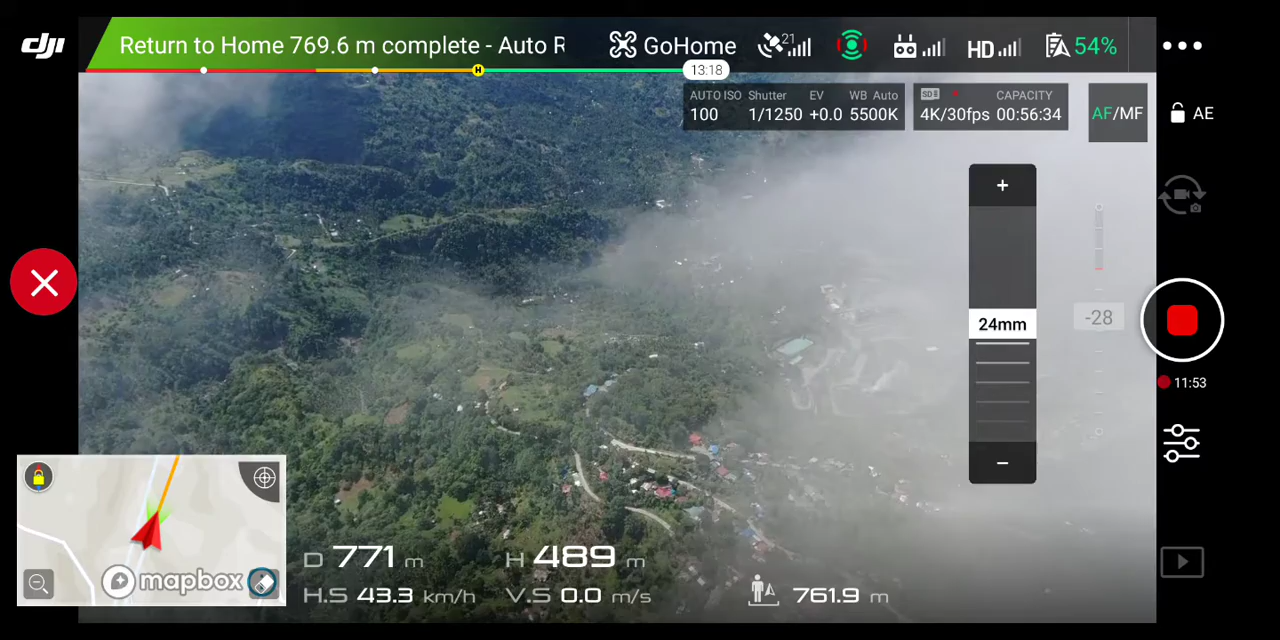 dji
Return to Home 769.6 m complete - Auto R
GoHome
21
HD
54%
H
13:18
AUTO ISO Shutter EV WB Auto
100 1/1250 +0.0 5500K
SD CAPACITY
4K/30fps 00:56:34
AF/MF
AE
+
24mm
-28
−
11:53
mapbox
D 771 m H 489 m
H.S 43.3 km/h V.S 0.0 m/s 761.9 m